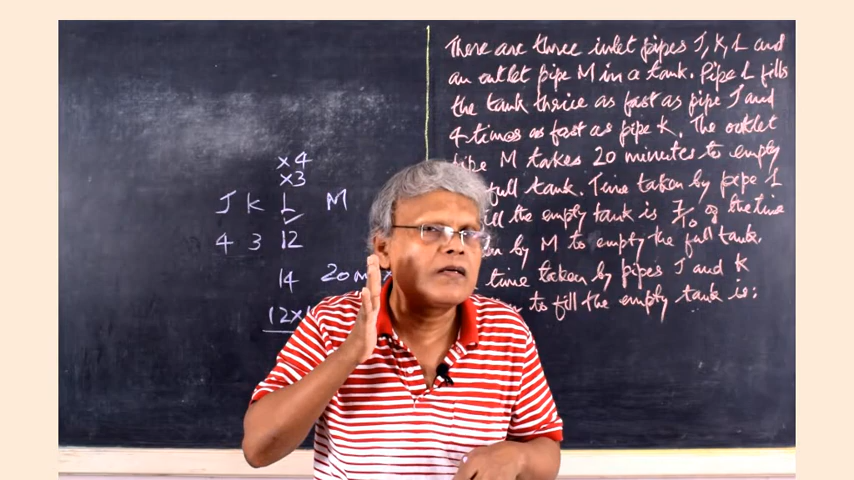 ×4
×3
J K L M
4 3 12
14 20 m
12×1
There are three inlet pipes J, K, L and
an outlet pipe M in a tank. Pipe L fills
the tank thrice as fast as pipe J and
4 times as fast as pipe K. The outlet
pipe M takes 20 minutes to empty
full tank. Time taken by pipe L
the empty tank is 7/10 of the time
by M to empty the full tank.
time taken by pipes J and K
to fill the empty tank is: